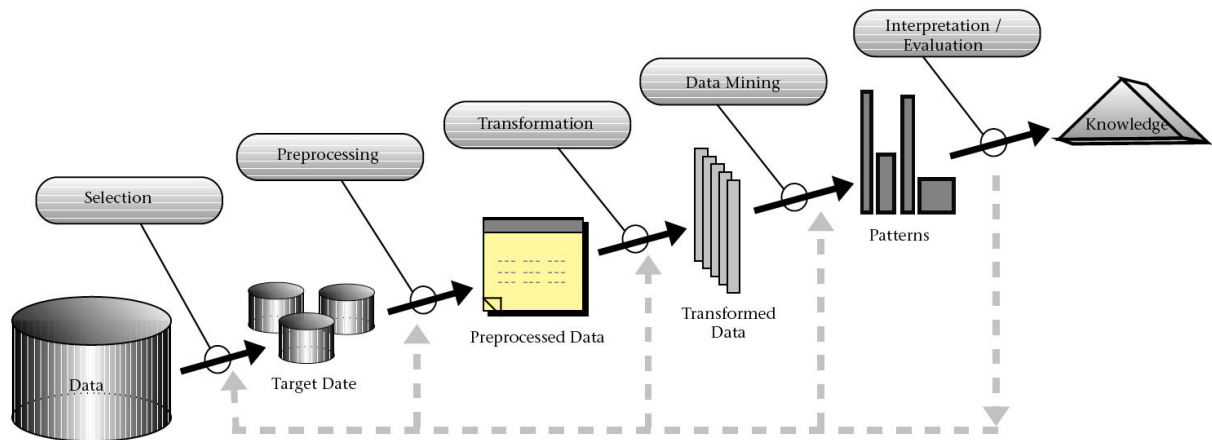 Interpretation /
Evaluation
Data Mining
Transformation
Preprocessing
Selection
Data
Target Date
Preprocessed Data
Transformed
Data
Patterns
Knowledge